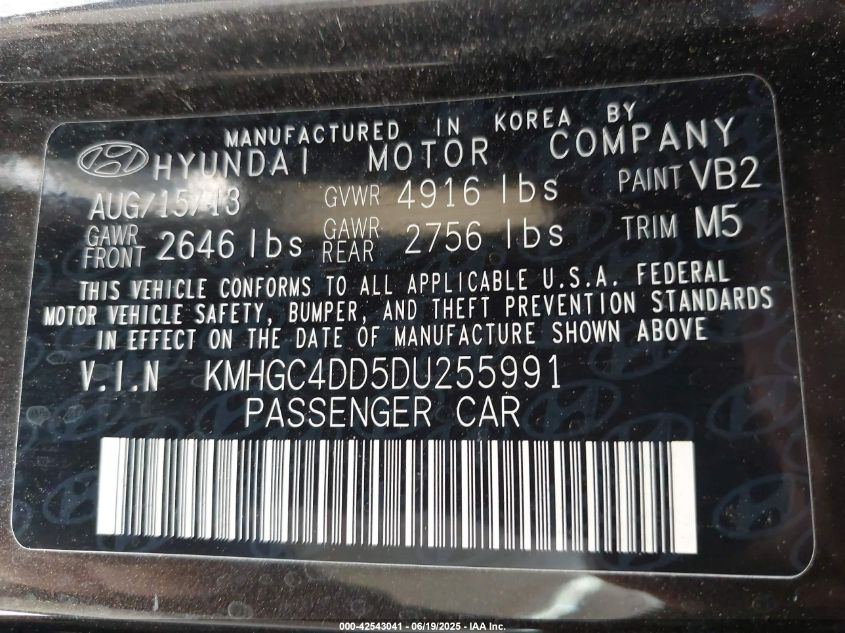 MANUFACTURED IN KOREA BY
HYUNDAI MOTOR COMPANY
AUG/15/13 GVWR 4916 lbs PAINT VB2
GAWR FRONT 2646 lbs GAWR REAR 2756 lbs TRIM M5
THIS VEHICLE CONFORMS TO ALL APPLICABLE U.S.A. FEDERAL
MOTOR VEHICLE SAFETY, BUMPER, AND THEFT PREVENTION STANDARDS
IN EFFECT ON THE DATE OF MANUFACTURE SHOWN ABOVE
V.I.N KMHGC4DD5DU255991
PASSENGER CAR
000-42543041 - 06/19/2025 - IAA Inc.